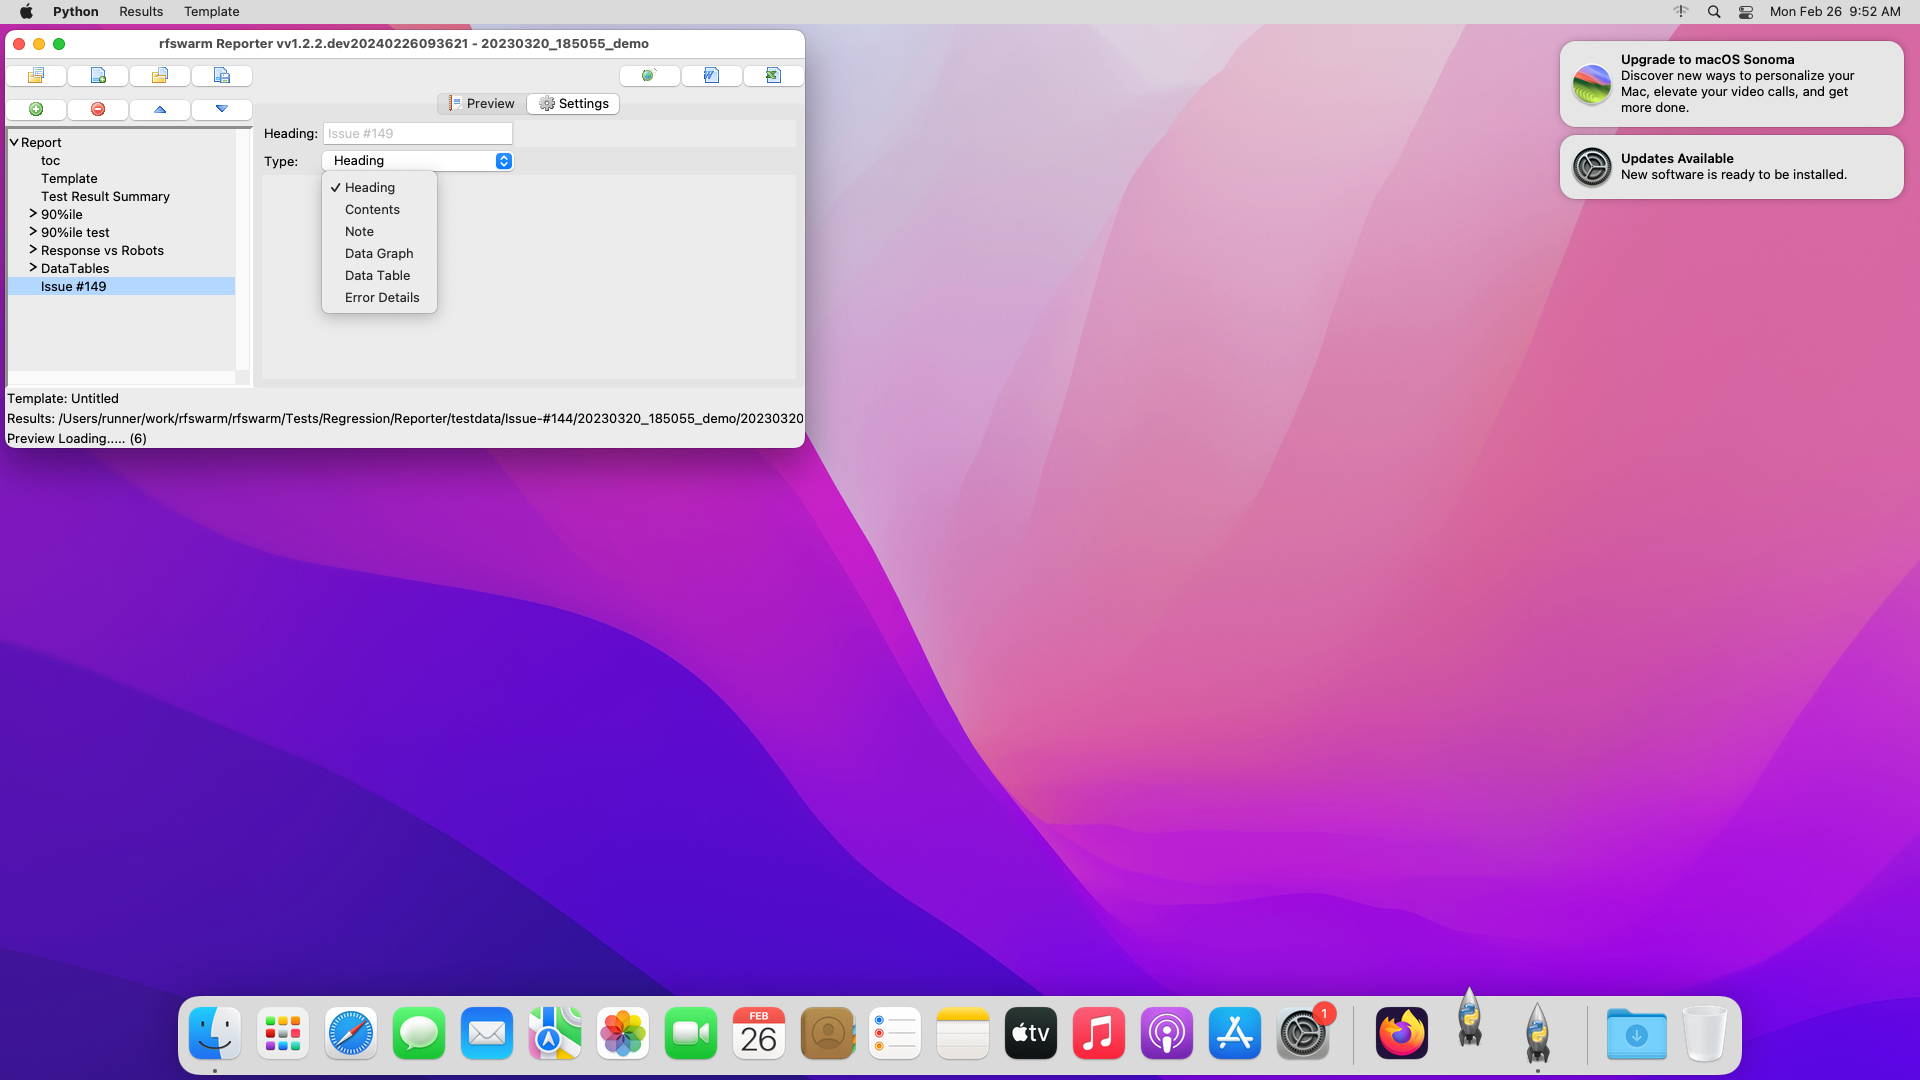 Python Results Template Mon Feb 26 9:52 AM
rfswarm Reporter vv1.2.2.dev20240226093621 - 20230320_185055_demo
Preview Settings
Heading: Issue #149
Type: Heading
Report
toc
Template
Test Result Summary
90%ile
90%ile test
Response vs Robots
DataTables
Issue #149
Heading
Contents
Note
Data Graph
Data Table
Error Details
Template: Untitled
Results: /Users/runner/work/rfswarm/rfswarm/Tests/Regression/Reporter/testdata/Issue-#144/20230320_185055_demo/20230320
Preview Loading..... (6)
Upgrade to macOS Sonoma
Discover new ways to personalize your
Mac, elevate your video calls, and get
more done.
Updates Available
New software is ready to be installed.
FEB
26
tv
1